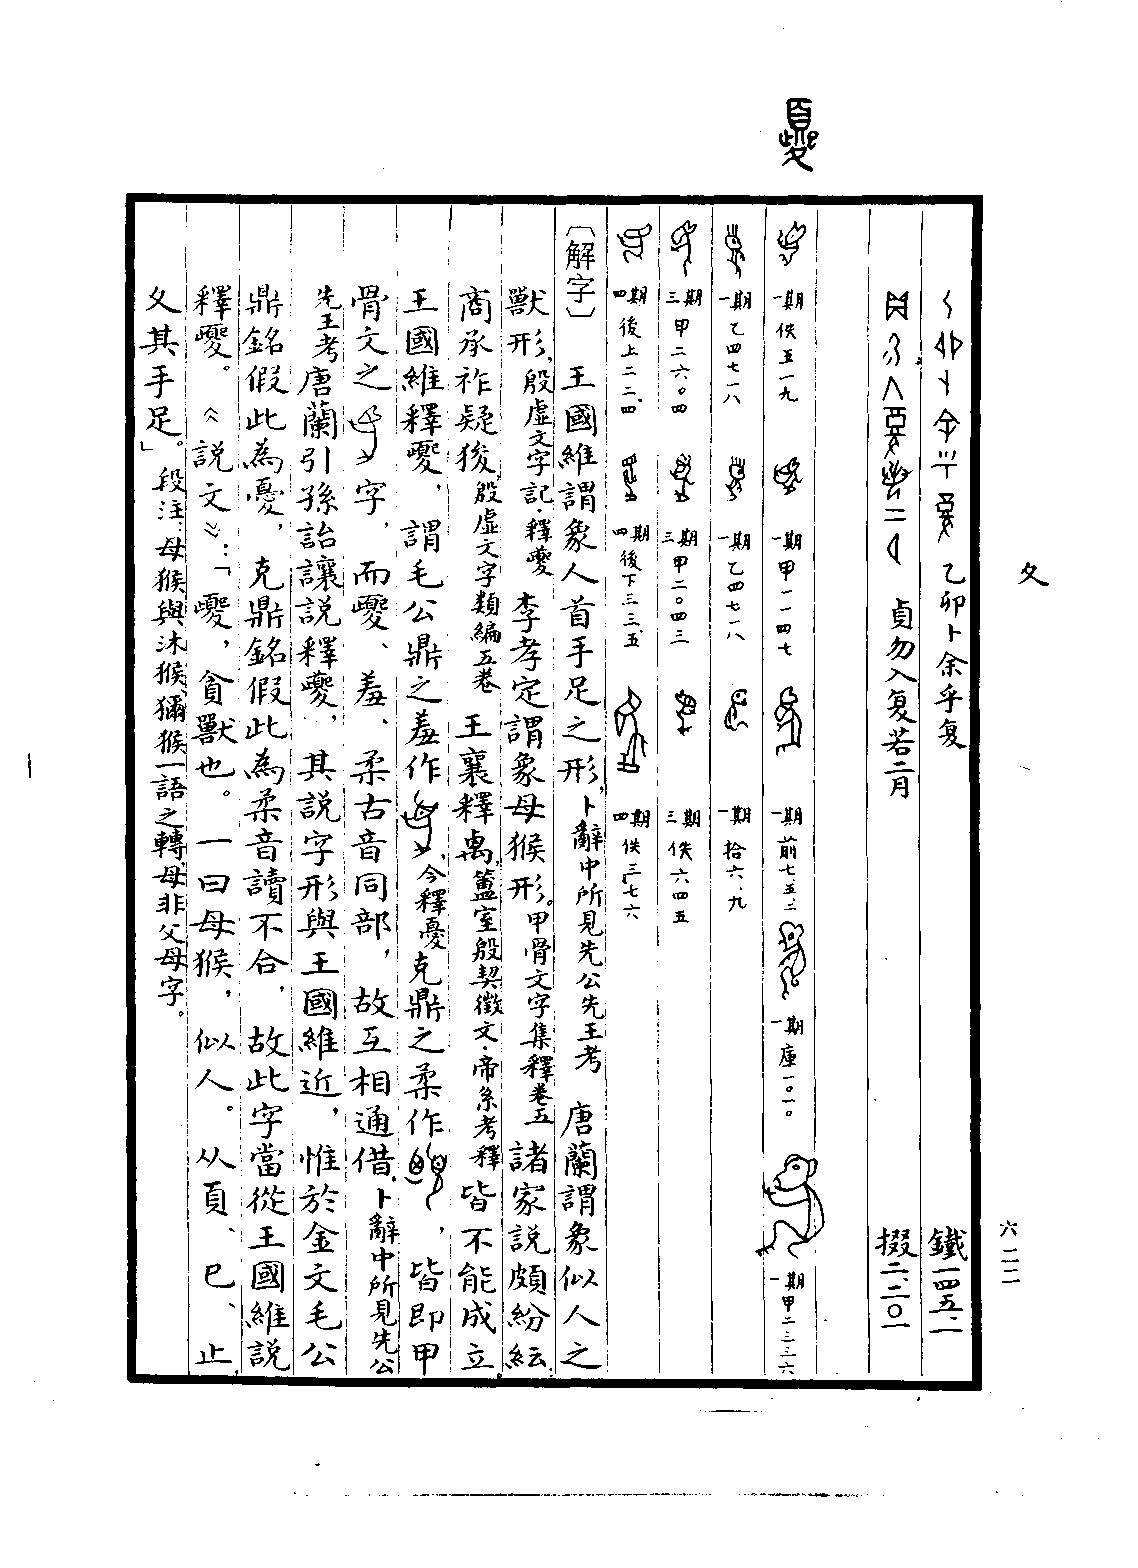 夊
六二二
乙卯卜余乎复 鐵一四五.一
貞勿入复若二月 掇二.二〇一
夒
一期 佚五一九 一期 甲一一四七 一期 前七.五.二 一期 庫一〇一〇 一期 甲二三三六
一期 乙四七一八 一期 乙四七一八 一期 拾六.九
三期 甲二六〇四 三期 甲二〇四三 三期 佚六四五
四期 後上二二.四 四期 後下三三.五 四期 佚三七六
〔解字〕 王國維謂象人首手足之形,卜辭中所見先公先王考 唐蘭謂象似人之
獸形,殷虛文字記·釋夒 李孝定謂象母猴形。甲骨文字集釋卷五 諸家說頗紛紜。
商承祚疑狻,殷虛文字類編五卷 王襄釋禼,簠室殷契徵文·帝系考釋 皆不能成立。
王國維釋夒,謂毛公鼎之羞作,今釋憂 克鼎之柔作,皆即甲
骨文之字,而夒、羞、柔古音同部,故互相通借,卜辭中所見先公
先王考 唐蘭引孫詒讓說釋夒,其說字形與王國維近,惟於金文毛公
鼎銘假此為憂,克鼎銘假此為柔音讀不合,故此字當從王國維說
釋夒。《說文》:「夒,貪獸也。一曰母猴,似人。从頁、巳、止、
夊其手足。」段注:母猴與沐猴、獼猴一語之轉,母非父母字。